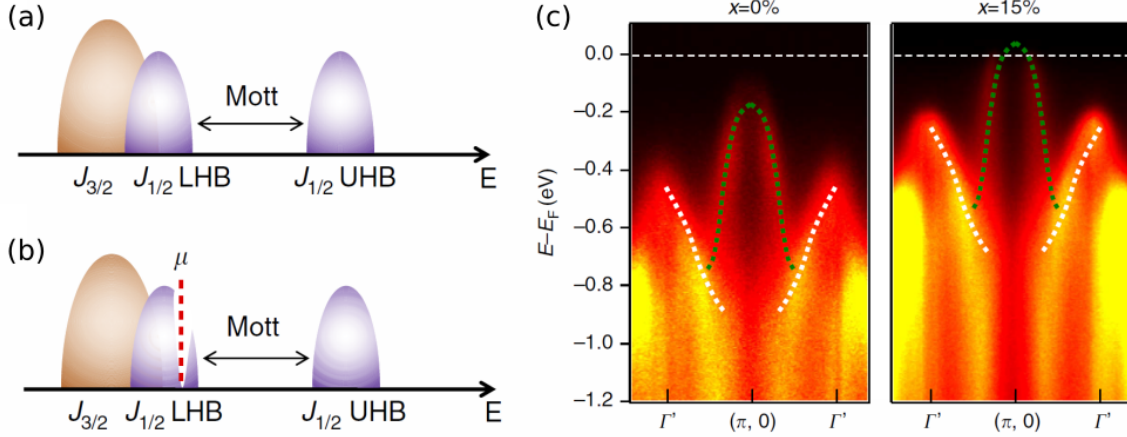 (a)
Mott
J3/2 J1/2 LHB J1/2 UHB E
(b)
μ
Mott
J3/2 J1/2 LHB J1/2 UHB E
(c)
x=0% x=15%
E–EF (eV)
0.0
–0.2
–0.4
–0.6
–0.8
–1.0
–1.2
Γ' (π, 0) Γ' Γ' (π, 0) Γ'